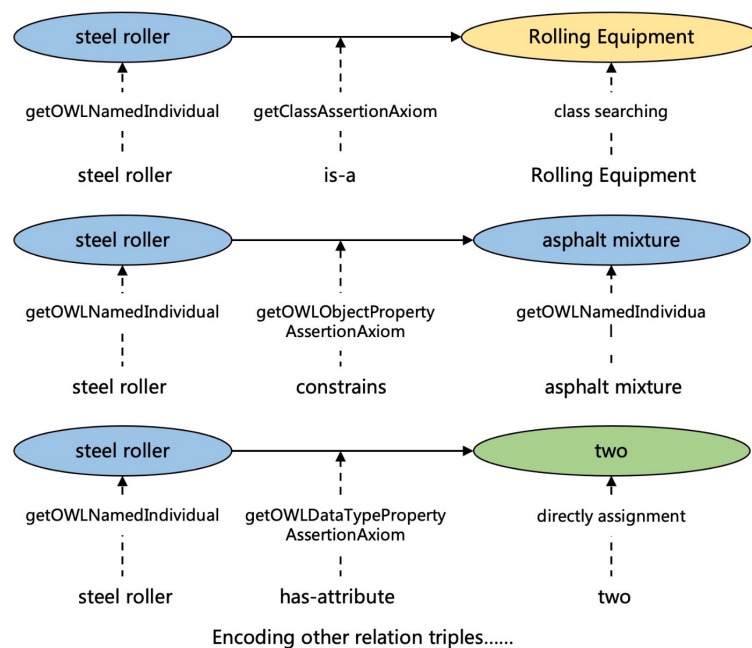 steel roller
Rolling Equipment
getOWLNamedIndividual
getClassAssertionAxiom
class searching
steel roller
is-a
Rolling Equipment
steel roller
asphalt mixture
getOWLNamedIndividual
getOWLObjectProperty
AssertionAxiom
getOWLNamedIndividua
l
steel roller
constrains
asphalt mixture
steel roller
two
getOWLNamedIndividual
getOWLDataTypeProperty
AssertionAxiom
directly assignment
steel roller
has-attribute
two
Encoding other relation triples......